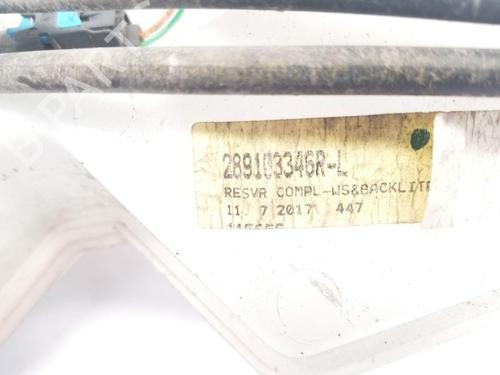 289103346R-L
RESVR COMPL-WS&BACKLITE
11. 7 2017 447